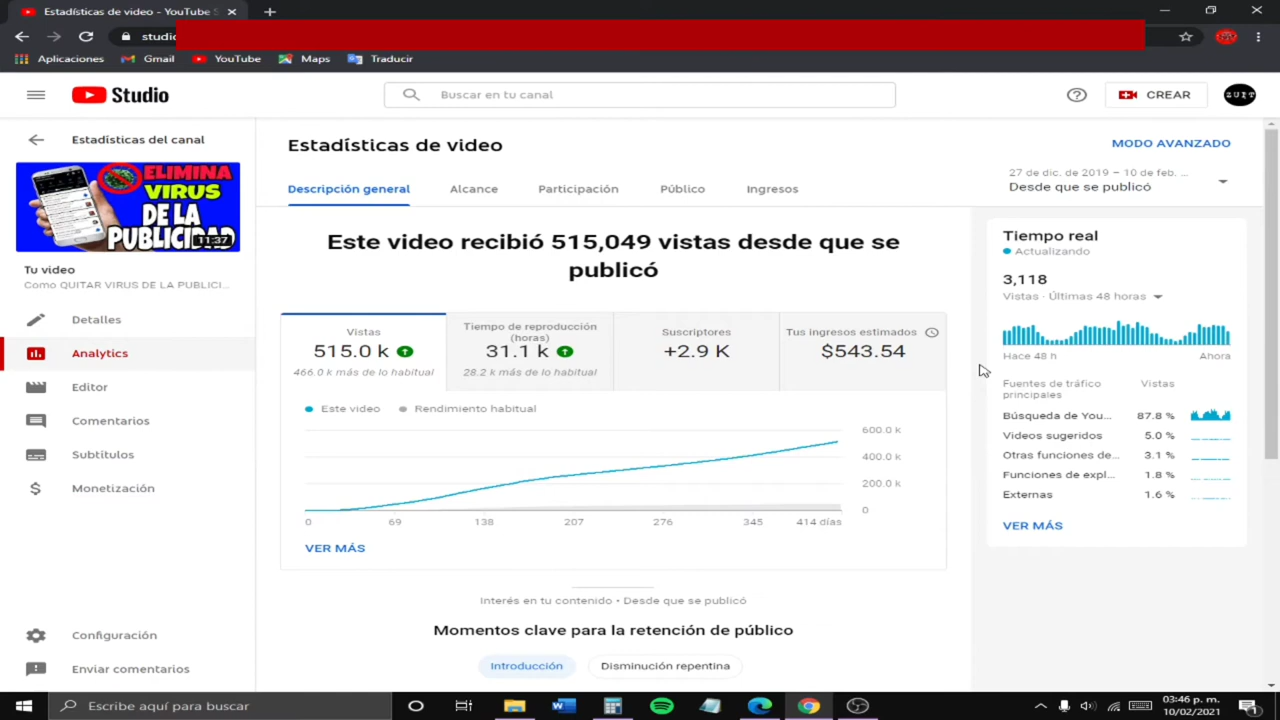 Estadísticas de video - YouTube S
studio
Aplicaciones
Gmail
YouTube
Maps
Traducir
Studio
Buscar en tu canal
CREAR
ZUIT
Estadísticas del canal
ELIMINA
VIRUS
DE LA
PUBLICIDAD
11:37
Tu video
Como QUITAR VIRUS DE LA PUBLICI...
Detalles
Analytics
Editor
Comentarios
Subtítulos
Monetización
Configuración
Enviar comentarios
Estadísticas de video
MODO AVANZADO
Descripción general
Alcance
Participación
Público
Ingresos
27 de dic. de 2019 – 10 de feb. ...
Desde que se publicó
Este video recibió 515,049 vistas desde que se
publicó
Vistas
515.0 k
466.0 k más de lo habitual
Tiempo de reproducción
(horas)
31.1 k
28.2 k más de lo habitual
Suscriptores
+2.9 K
Tus ingresos estimados
$543.54
Este video
Rendimiento habitual
600.0 k
400.0 k
200.0 k
0
0 69 138 207 276 345 414 días
VER MÁS
Interés en tu contenido • Desde que se publicó
Momentos clave para la retención de público
Introducción
Disminución repentina
Tiempo real
Actualizando
3,118
Vistas · Últimas 48 horas
Hace 48 h
Ahora
Fuentes de tráfico
principales
Vistas
Búsqueda de You... 87.8 %
Videos sugeridos 5.0 %
Otras funciones de... 3.1 %
Funciones de expl... 1.8 %
Externas 1.6 %
VER MÁS
Escribe aquí para buscar
03:46 p. m.
10/02/2021